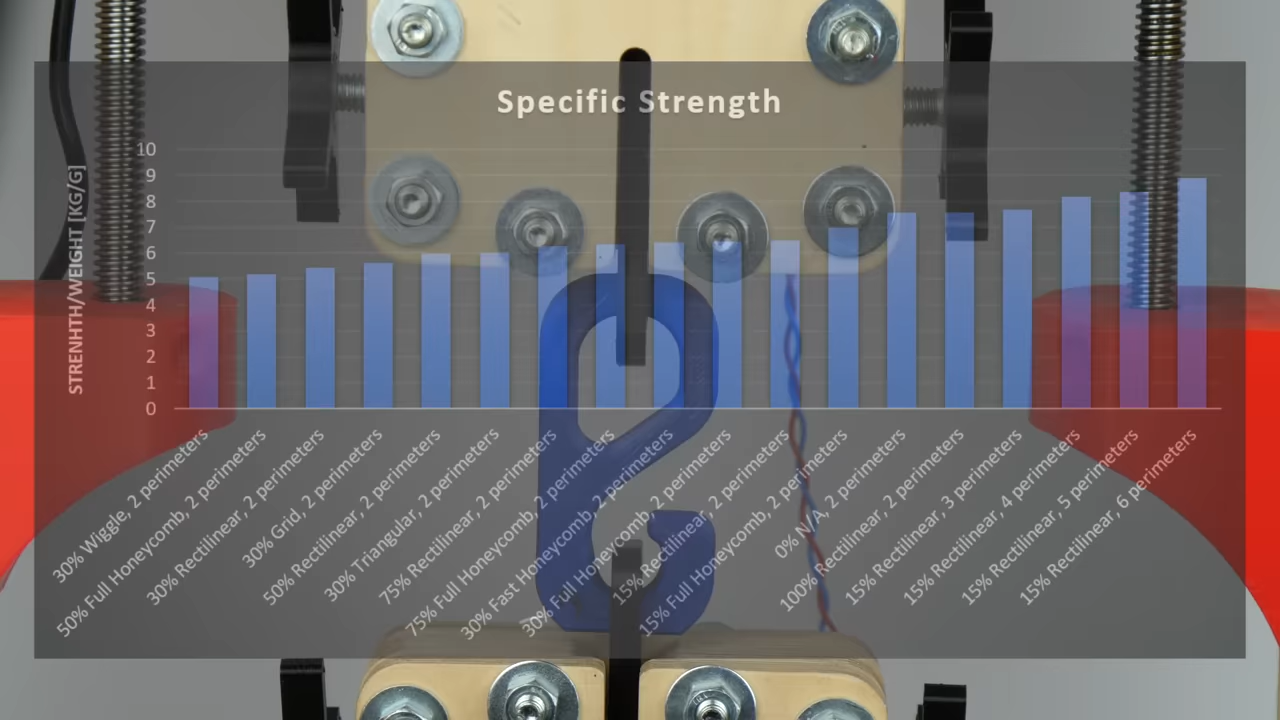 Specific Strength
STRENHTH/WEIGHT [KG/G]
10
9
8
7
6
5
4
3
2
1
0
30% Wiggle, 2 perimeters
50% Full Honeycomb, 2 perimeters
30% Rectilinear, 2 perimeters
30% Grid, 2 perimeters
50% Rectilinear, 2 perimeters
30% Triangular, 2 perimeters
75% Rectilinear, 2 perimeters
75% Full Honeycomb, 2 perimeters
30% Fast Honeycomb, 2 perimeters
30% Full Honeycomb, 2 perimeters
15% Rectilinear, 2 perimeters
15% Full Honeycomb, 2 perimeters
0% N/A, 2 perimeters
100% Rectilinear, 2 perimeters
15% Rectilinear, 3 perimeters
15% Rectilinear, 4 perimeters
15% Rectilinear, 5 perimeters
15% Rectilinear, 6 perimeters